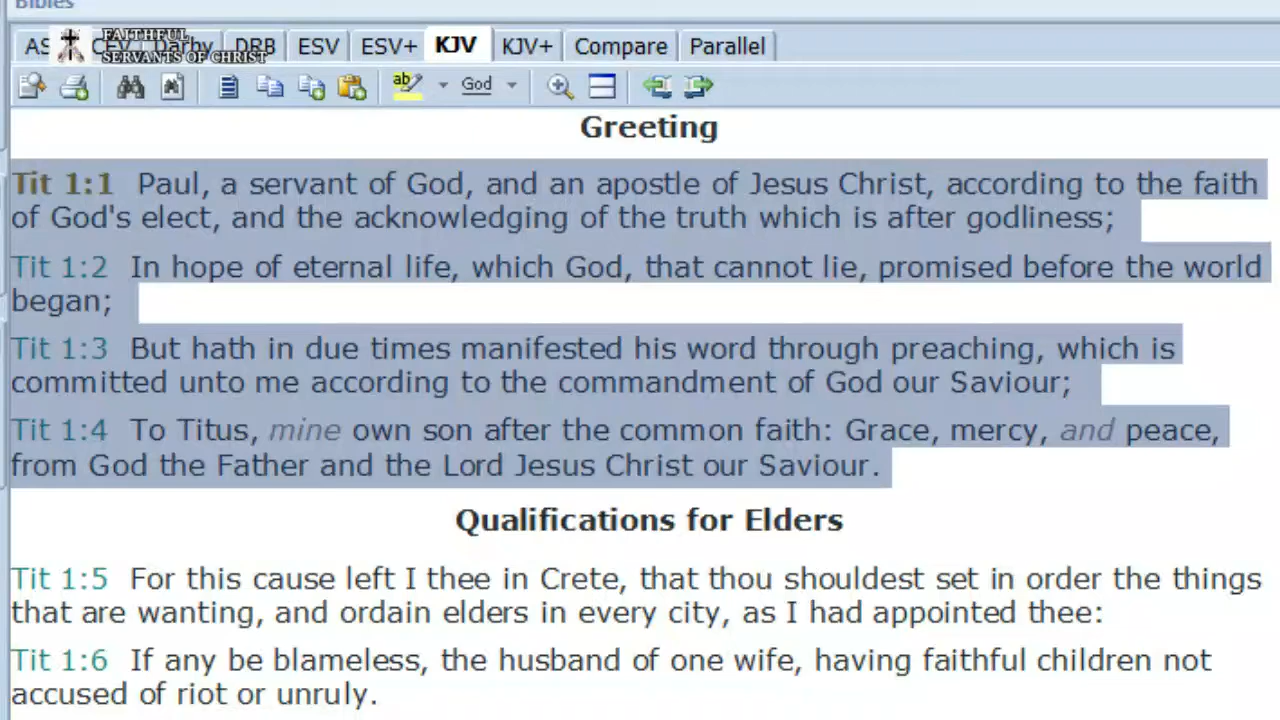 Bibles
FAITHFUL
SERVANTS OF CHRIST
Darby DRB ESV ESV+ KJV KJV+ Compare Parallel
ab God
Greeting
Tit 1:1 Paul, a servant of God, and an apostle of Jesus Christ, according to the faith
of God's elect, and the acknowledging of the truth which is after godliness;
Tit 1:2 In hope of eternal life, which God, that cannot lie, promised before the world
began;
Tit 1:3 But hath in due times manifested his word through preaching, which is
committed unto me according to the commandment of God our Saviour;
Tit 1:4 To Titus, mine own son after the common faith: Grace, mercy, and peace,
from God the Father and the Lord Jesus Christ our Saviour.
Qualifications for Elders
Tit 1:5 For this cause left I thee in Crete, that thou shouldest set in order the things
that are wanting, and ordain elders in every city, as I had appointed thee:
Tit 1:6 If any be blameless, the husband of one wife, having faithful children not
accused of riot or unruly.